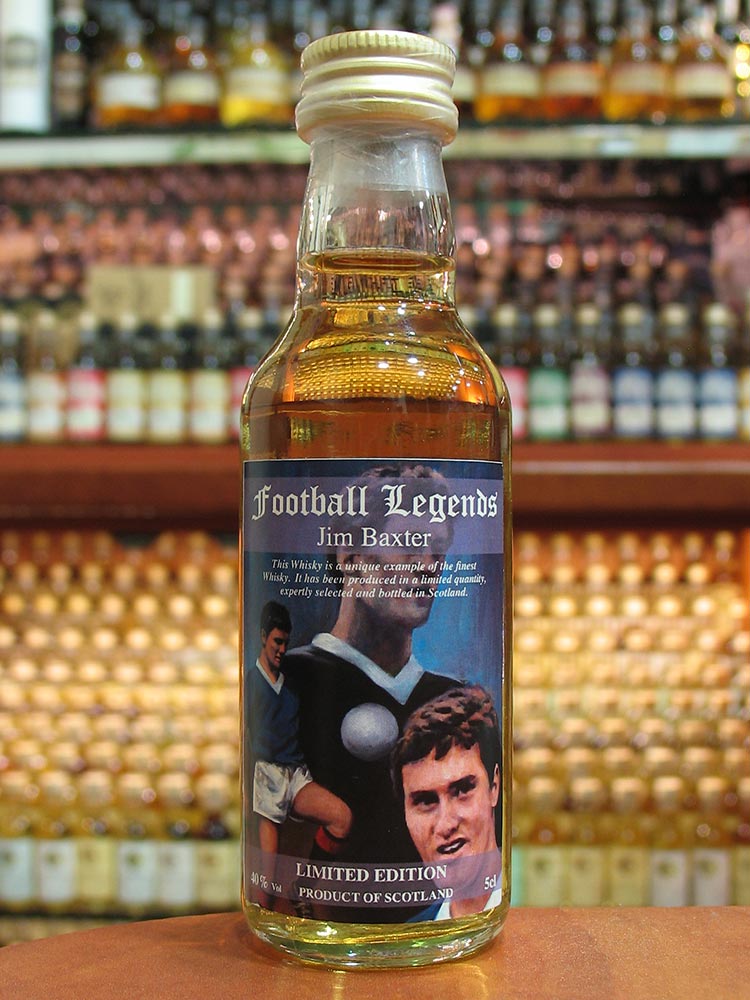 Football Legends
Jim Baxter
This Whisky is a unique example of the finest
Whisky. It has been produced in a limited quantity,
expertly selected and bottled in Scotland.
LIMITED EDITION
40% Vol PRODUCT OF SCOTLAND 5cl